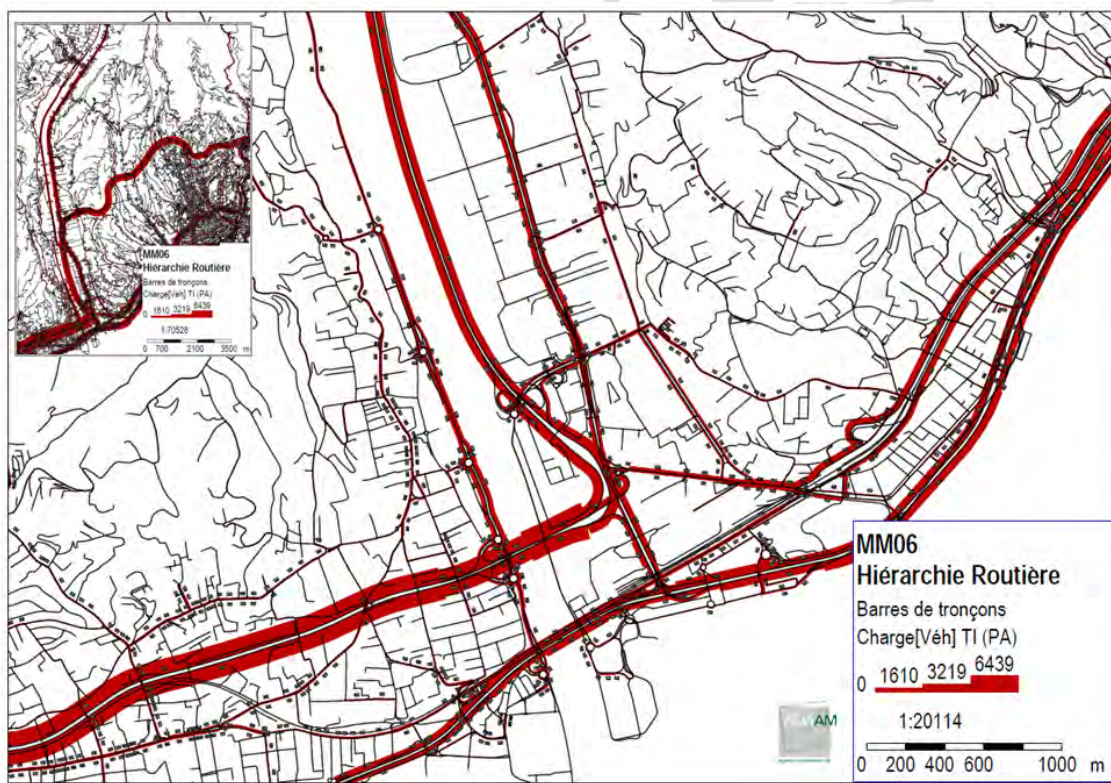 MM06
Hiérarchie Routière
Barres de tronçons
Charge[Véh] TI (PA)
0 1610 3219 6439
1:70528
0 700 2100 3500 m
MM06
Hiérarchie Routière
Barres de tronçons
Charge[Véh] TI (PA)
0 1610 3219 6439
1:20114
0 200 400 600 1000 m